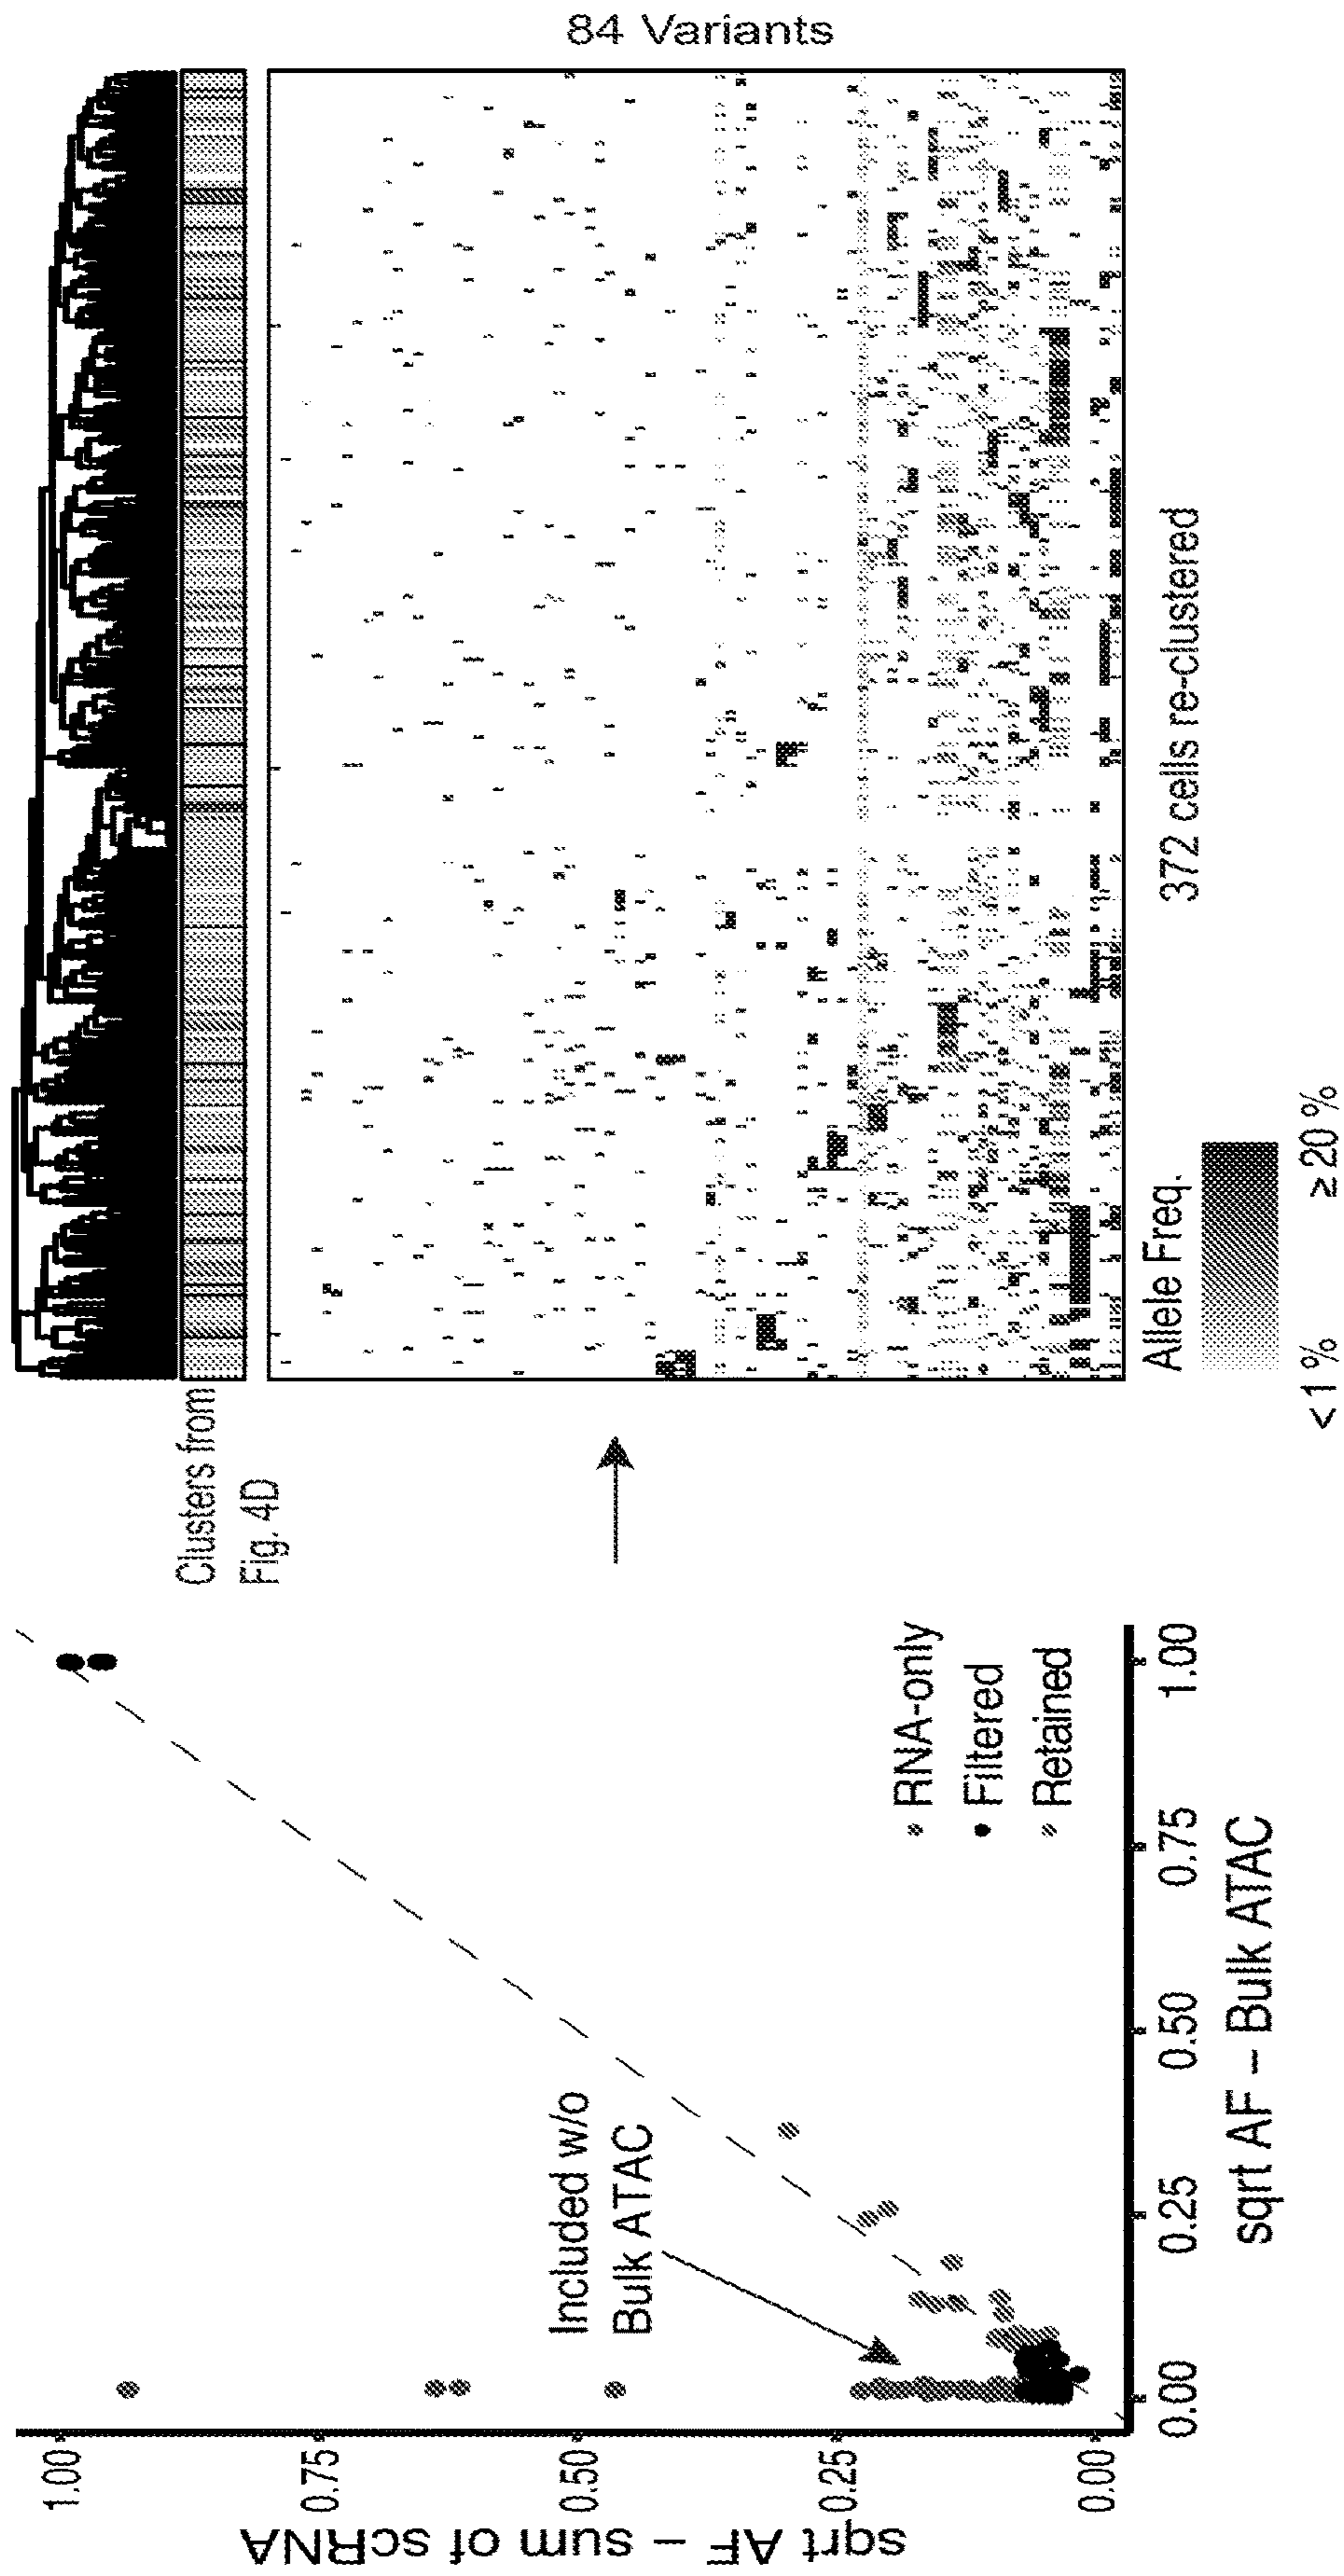 sqrt AF – sum of scRNA
1.00
0.75
0.50
0.25
0.00
Included w/o
Bulk ATAC
RNA-only
Filtered
Retained
0.00 0.25 0.50 0.75 1.00
sqrt AF – Bulk ATAC
Clusters from
Fig. 4D
84 Variants
Allele Freq.
<1 % ≥ 20 %
372 cells re-clustered